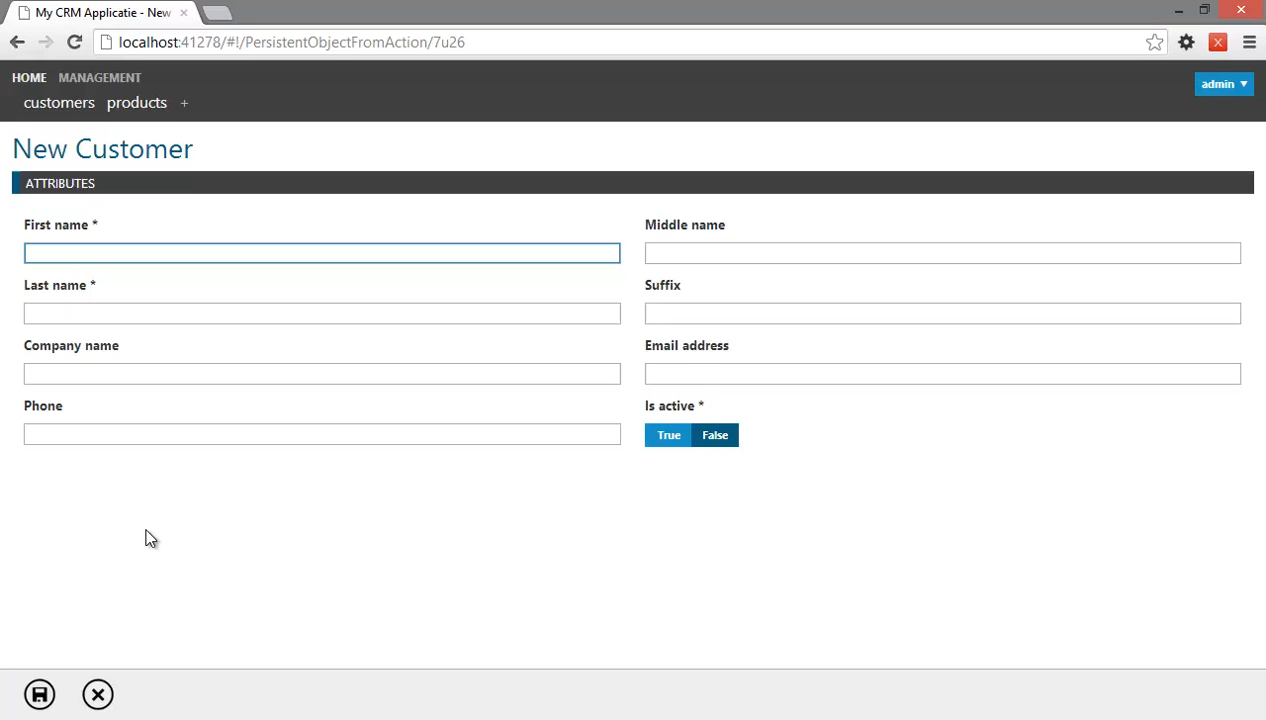 My CRM Applicatie - New
localhost:41278/#!/PersistentObjectFromAction/7u26
HOME MANAGEMENT
admin
customers products +
New Customer
ATTRIBUTES
First name * Middle name
Last name * Suffix
Company name Email address
Phone Is active *
True False